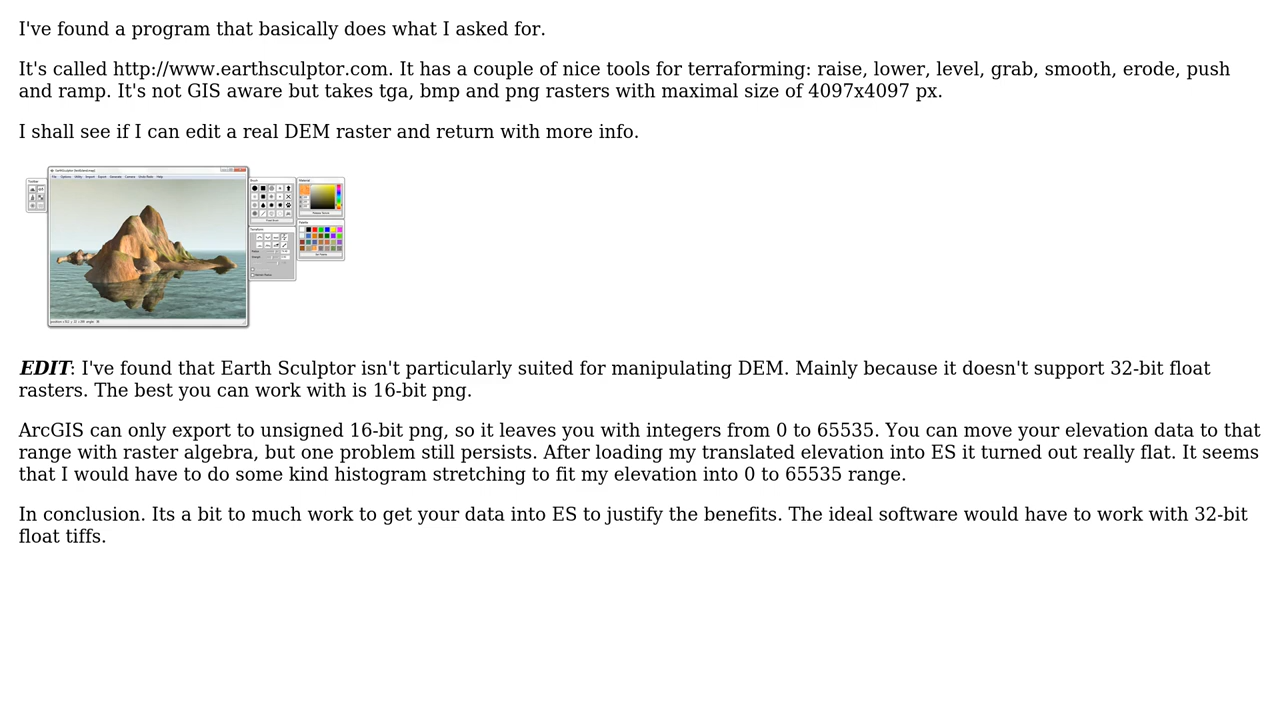 I've found a program that basically does what I asked for.
It's called http://www.earthsculptor.com. It has a couple of nice tools for terraforming: raise, lower, level, grab, smooth, erode, push
and ramp. It's not GIS aware but takes tga, bmp and png rasters with maximal size of 4097x4097 px.
I shall see if I can edit a real DEM raster and return with more info.
EDIT: I've found that Earth Sculptor isn't particularly suited for manipulating DEM. Mainly because it doesn't support 32-bit float
rasters. The best you can work with is 16-bit png.
ArcGIS can only export to unsigned 16-bit png, so it leaves you with integers from 0 to 65535. You can move your elevation data to that
range with raster algebra, but one problem still persists. After loading my translated elevation into ES it turned out really flat. It seems
that I would have to do some kind histogram stretching to fit my elevation into 0 to 65535 range.
In conclusion. Its a bit to much work to get your data into ES to justify the benefits. The ideal software would have to work with 32-bit
float tiffs.